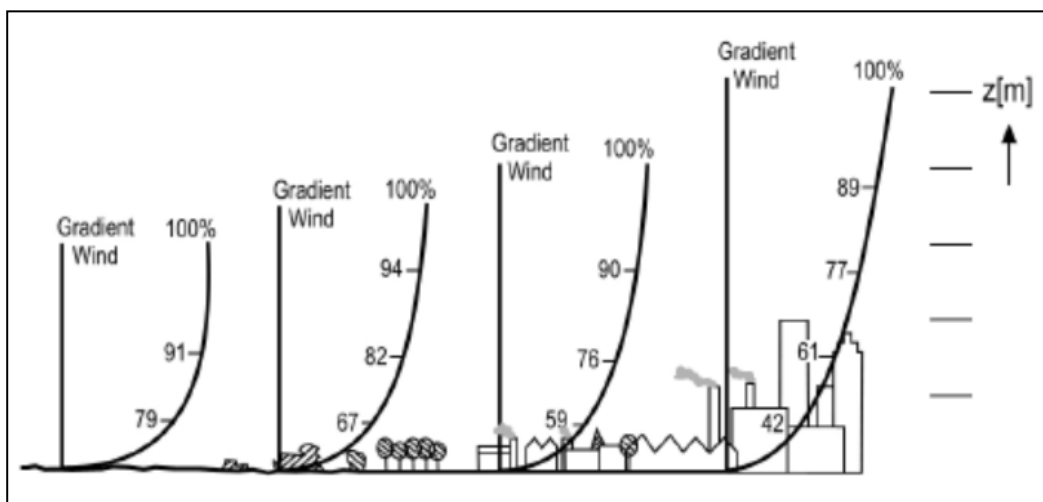 Gradient
Wind
100%
91
79
Gradient
Wind
100%
94
82
67
Gradient
Wind
100%
90
76
59
Gradient
Wind
100%
89
77
61
42
z[m]